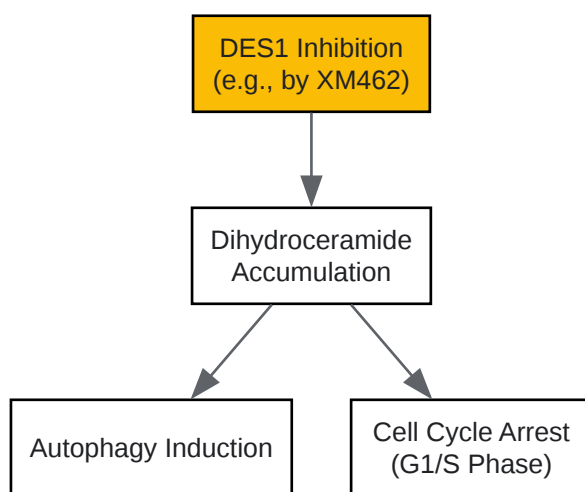 DES1 Inhibition
(e.g., by XM462)
Dihydroceramide
Accumulation
Autophagy Induction
Cell Cycle Arrest
(G1/S Phase)